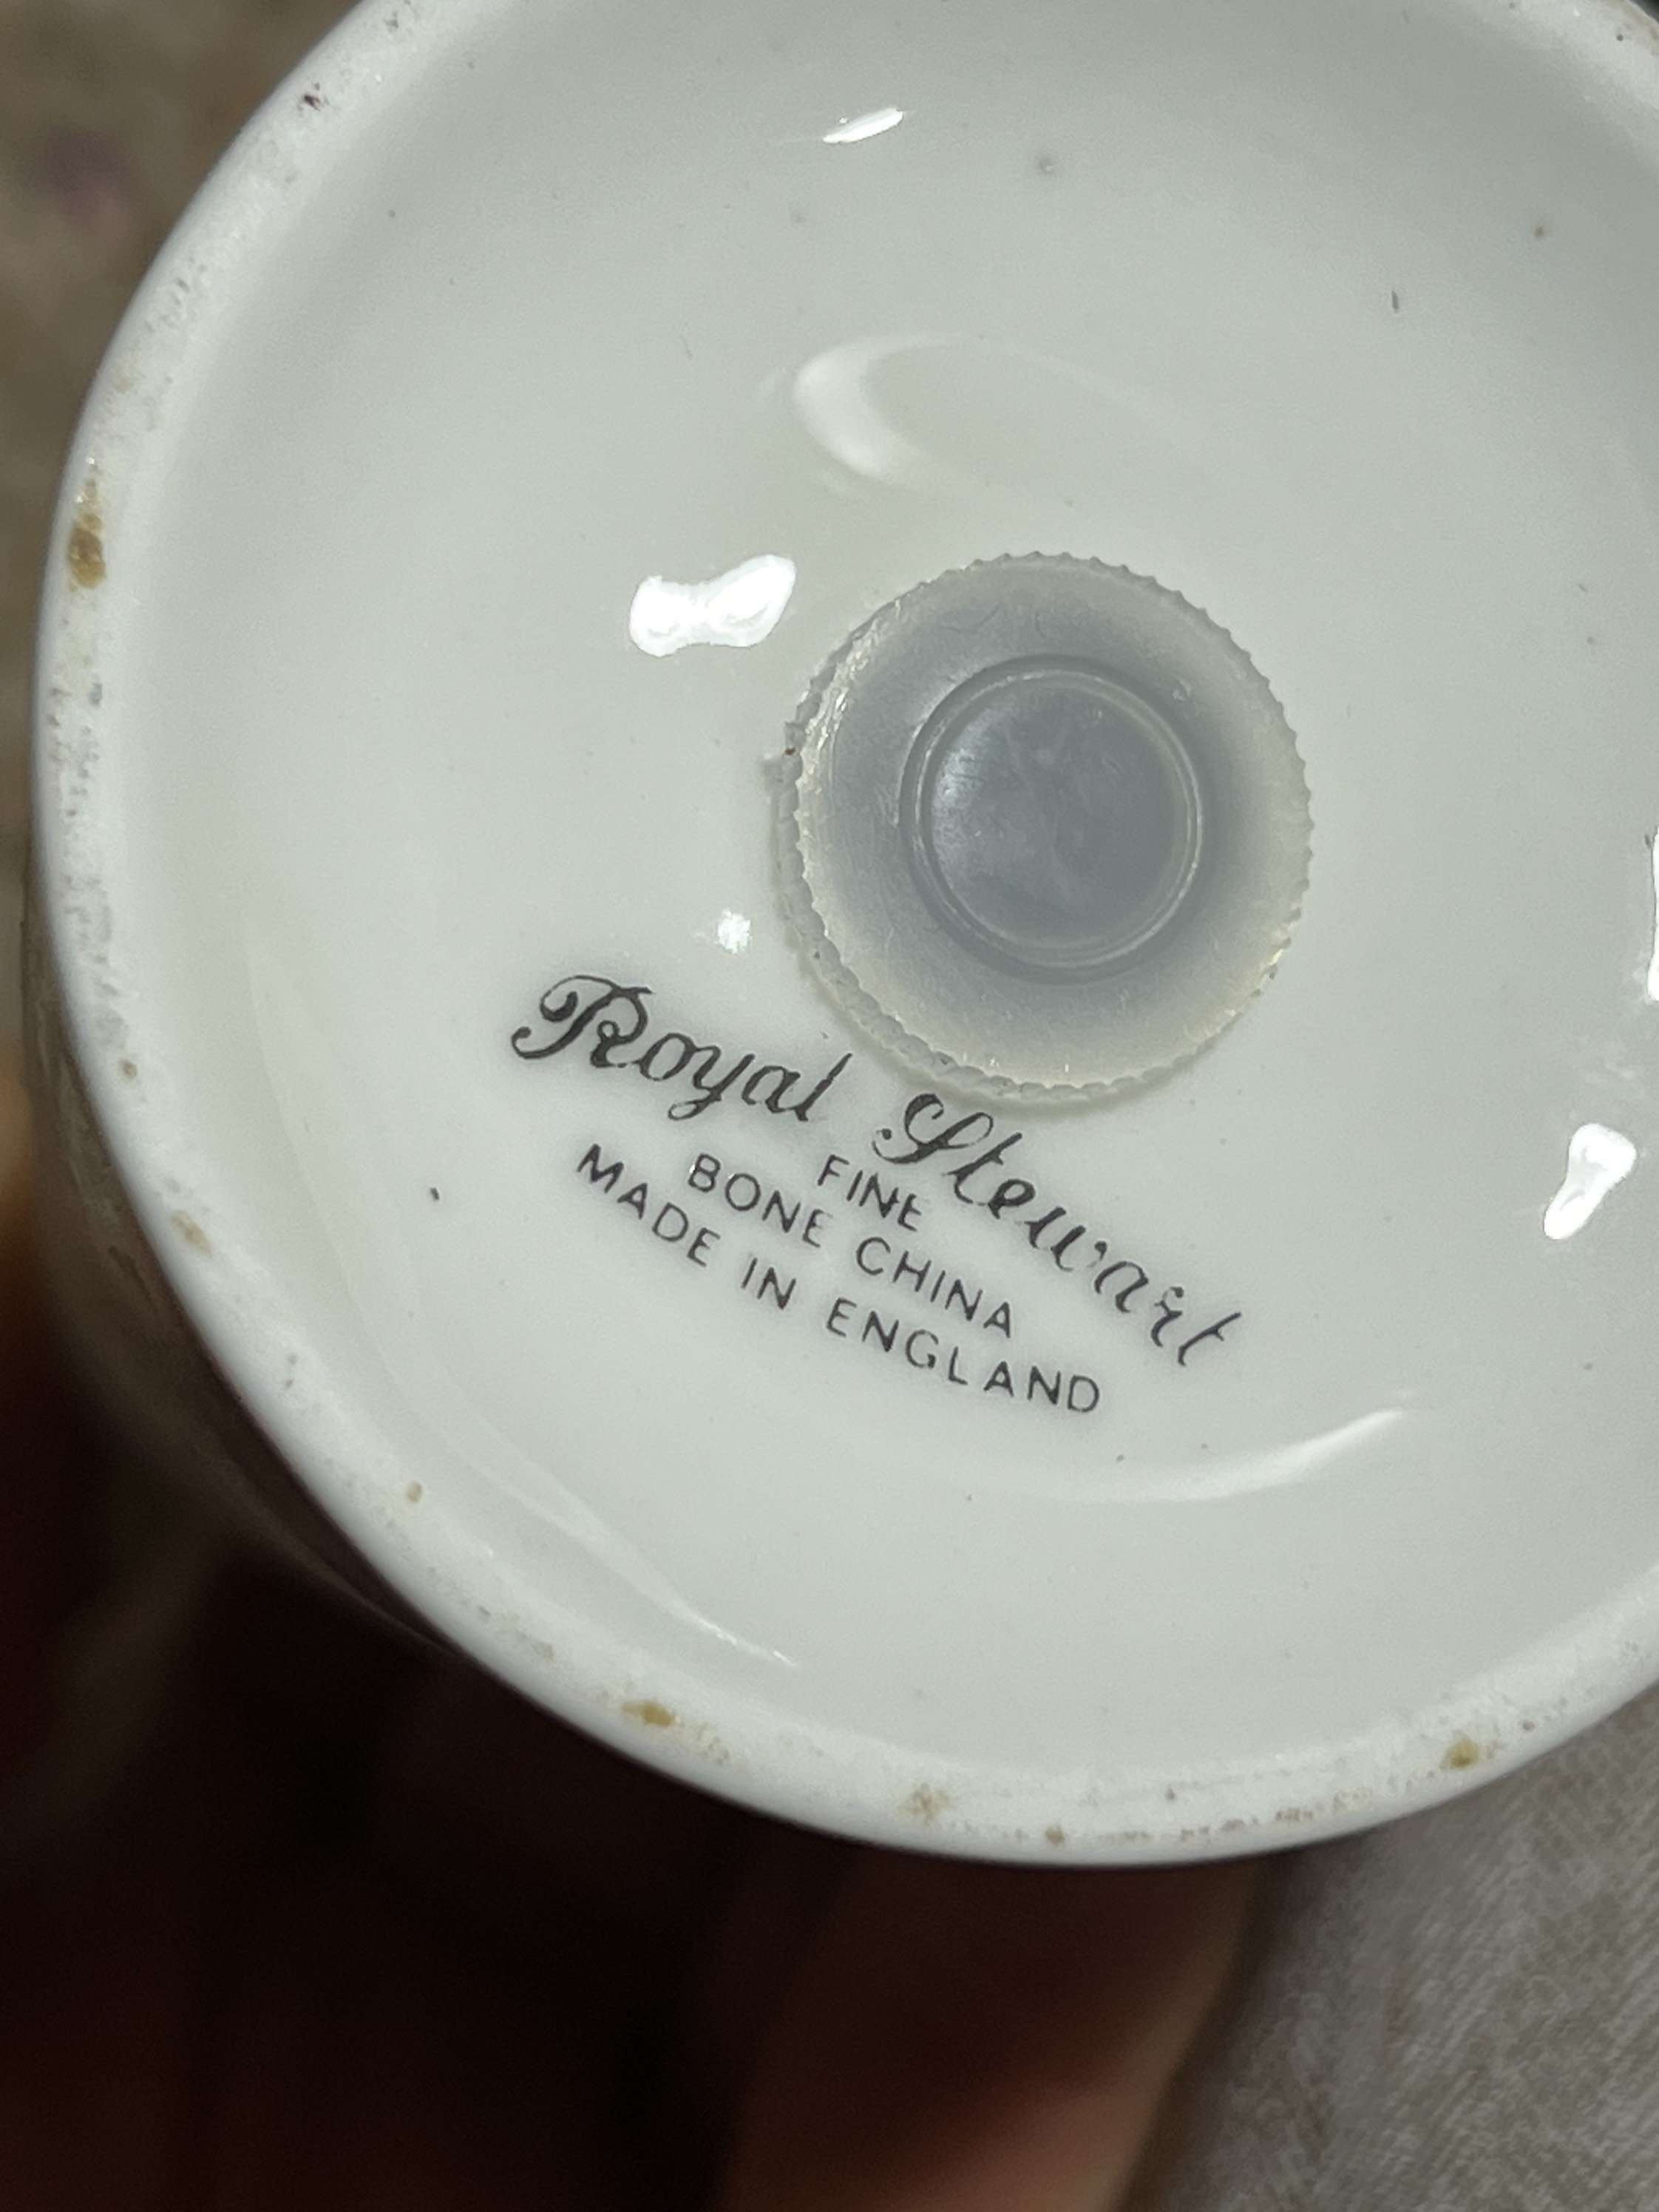 Royal Stewart
FINE
BONE CHINA
MADE IN ENGLAND